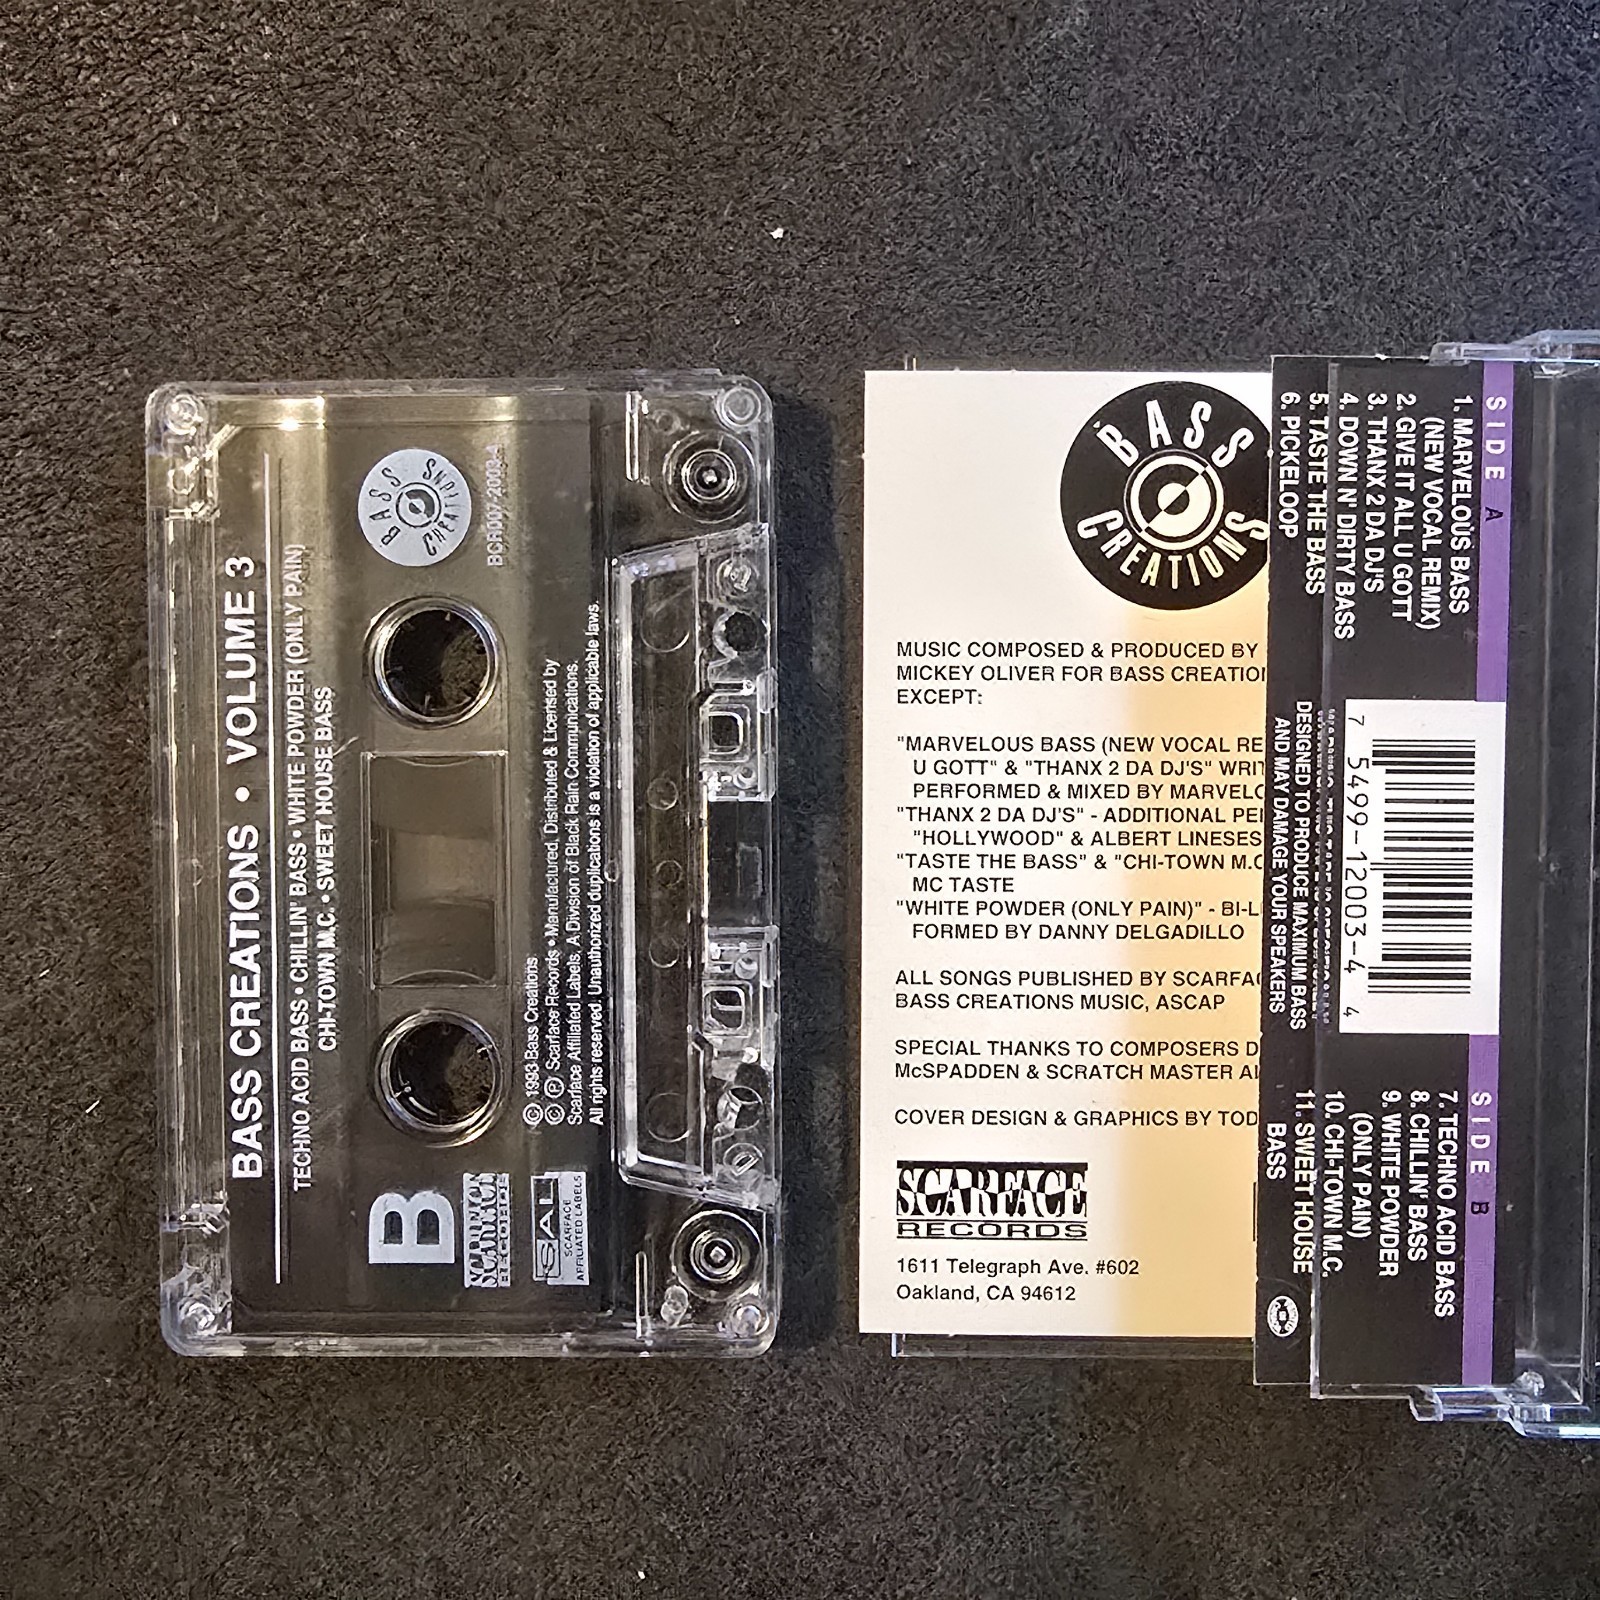 BASS CREATIONS • VOLUME 3
TECHNO ACID BASS • CHILLIN' BASS • WHITE POWDER (ONLY PAIN)
CHI-TOWN M.C. • SWEET HOUSE BASS
BASS CREATIONS
B
SCARFACE
RECORDS
SAL
SCARFACE
AFFILIATED LABELS
© 1993 Bass Creations
© ℗ Scarface Records • Manufactured, Distributed & Licensed by
Scarface Affiliated Labels, A Division of Black Rain Communications.
All rights reserved. Unauthorized duplications is a violation of applicable laws.
BASS CREATIONS
MUSIC COMPOSED & PRODUCED BY
MICKEY OLIVER FOR BASS CREATIO
EXCEPT:
"MARVELOUS BASS (NEW VOCAL RE
U GOTT" & "THANX 2 DA DJ'S" WRIT
PERFORMED & MIXED BY MARVELO
"THANX 2 DA DJ'S" - ADDITIONAL PE
"HOLLYWOOD" & ALBERT LINESES
"TASTE THE BASS" & "CHI-TOWN M.C
MC TASTE
"WHITE POWDER (ONLY PAIN)" - BI-L
FORMED BY DANNY DELGADILLO
ALL SONGS PUBLISHED BY SCARFA
BASS CREATIONS MUSIC, ASCAP
SPECIAL THANKS TO COMPOSERS D
McSPADDEN & SCRATCH MASTER A
COVER DESIGN & GRAPHICS BY TOD
SCARFACE
RECORDS
1611 Telegraph Ave. #602
Oakland, CA 94612
SIDE A
1. MARVELOUS BASS
(NEW VOCAL REMIX)
2. GIVE IT ALL U GOTT
3. THANX 2 DA DJ'S
4. DOWN N' DIRTY BASS
5. TASTE THE BASS
6. PICKELOOP
7 5499-12003-4 4
DESIGNED TO PRODUCE MAXIMUM BASS
AND MAY DAMAGE YOUR SPEAKERS
SIDE B
7. TECHNO ACID BASS
8. CHILLIN' BASS
9. WHITE POWDER
(ONLY PAIN)
10. CHI-TOWN M.C.
11. SWEET HOUSE
BASS